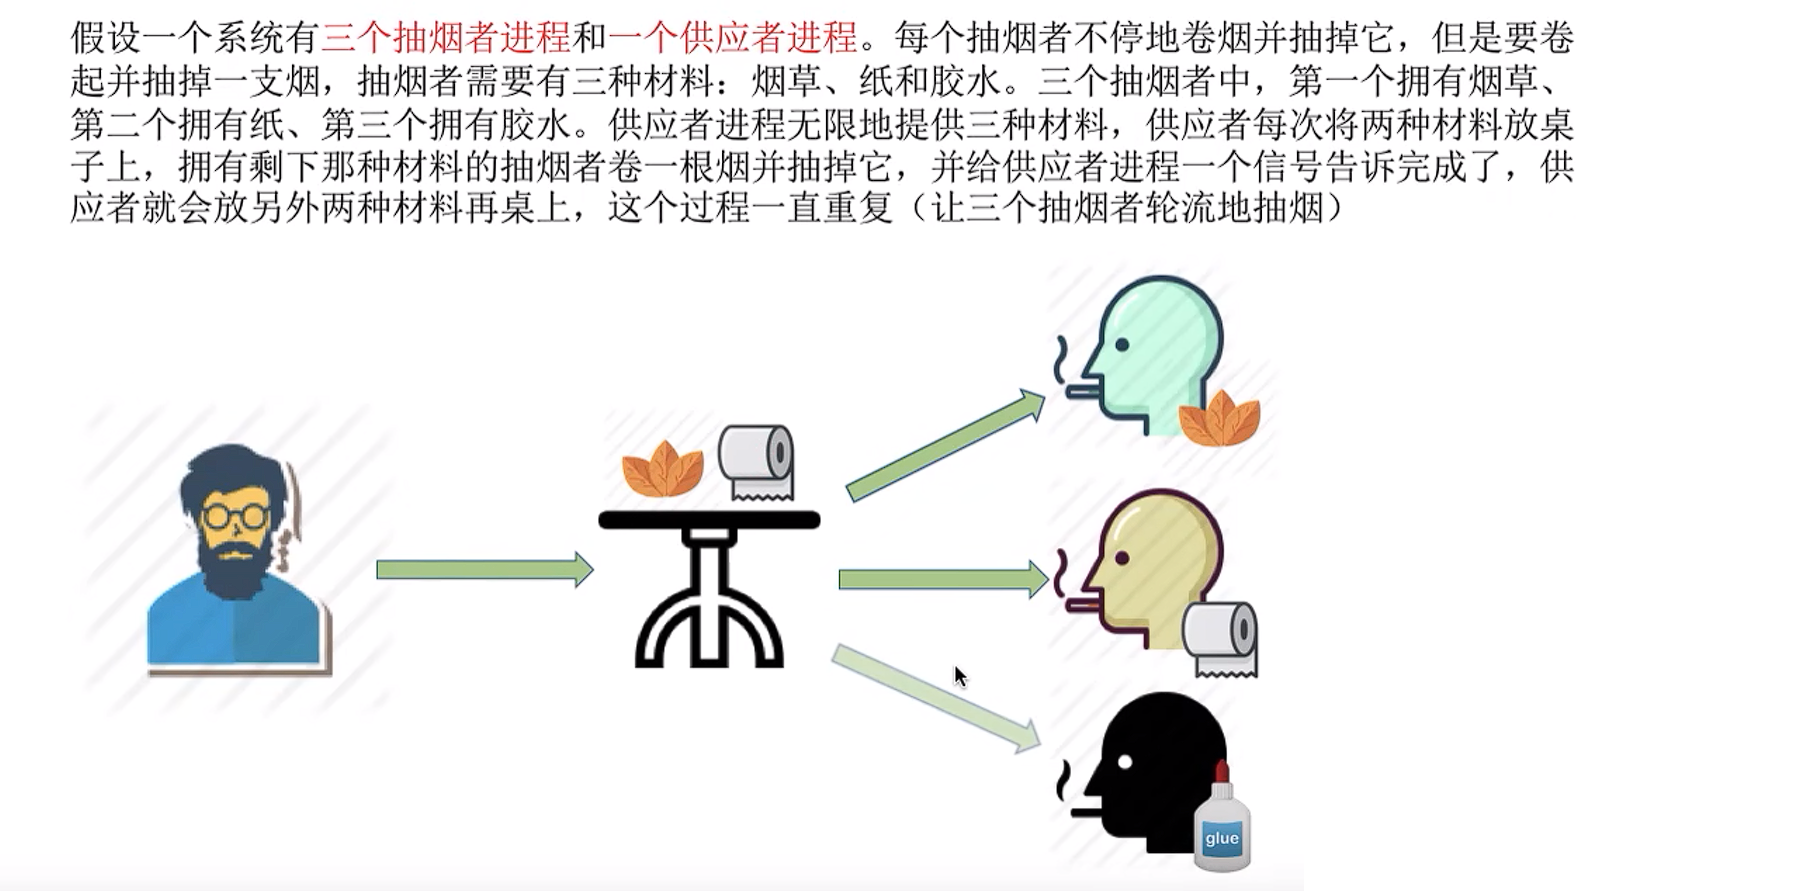 假设一个系统有三个抽烟者进程和一个供应者进程。每个抽烟者不停地卷烟并抽掉它，但是要卷
起并抽掉一支烟，抽烟者需要有三种材料：烟草、纸和胶水。三个抽烟者中，第一个拥有烟草、
第二个拥有纸、第三个拥有胶水。供应者进程无限地提供三种材料，供应者每次将两种材料放桌
子上，拥有剩下那种材料的抽烟者卷一根烟并抽掉它，并给供应者进程一个信号告诉完成了，供
应者就会放另外两种材料再桌上，这个过程一直重复（让三个抽烟者轮流地抽烟）
glue